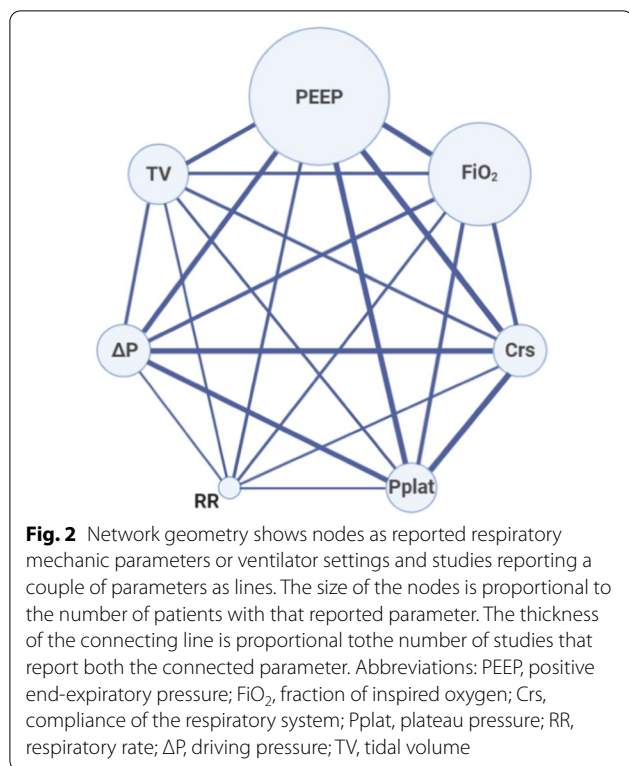 PEEP
TV
FiO₂
ΔP
Crs
RR
Pplat
Fig. 2 Network geometry shows nodes as reported respiratory
mechanic parameters or ventilator settings and studies reporting a
couple of parameters as lines. The size of the nodes is proportional to
the number of patients with that reported parameter. The thickness
of the connecting line is proportional tothe number of studies that
report both the connected parameter. Abbreviations: PEEP, positive
end-expiratory pressure; FiO₂, fraction of inspired oxygen; Crs,
compliance of the respiratory system; Pplat, plateau pressure; RR,
respiratory rate; ΔP, driving pressure; TV, tidal volume